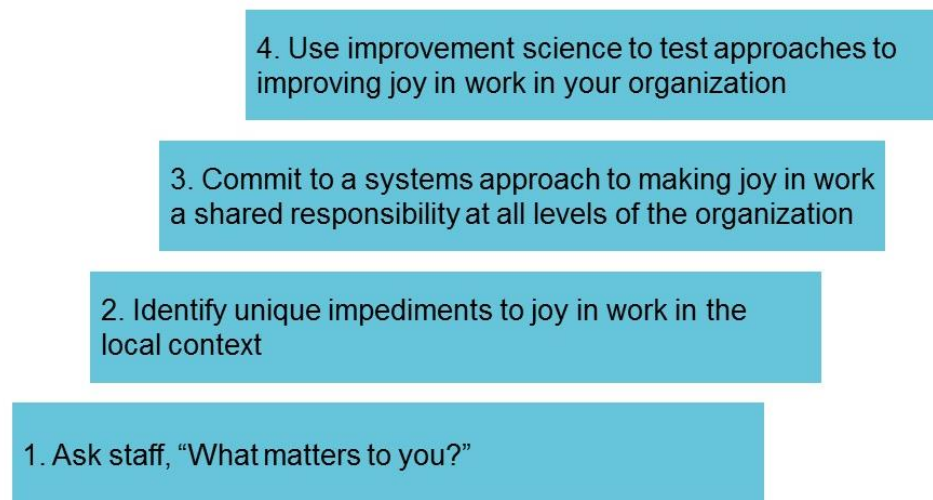 4. Use improvement science to test approaches to
improving joy in work in your organization
3. Commit to a systems approach to making joy in work
a shared responsibility at all levels of the organization
2. Identify unique impediments to joy in work in the
local context
1. Ask staff, “What matters to you?”